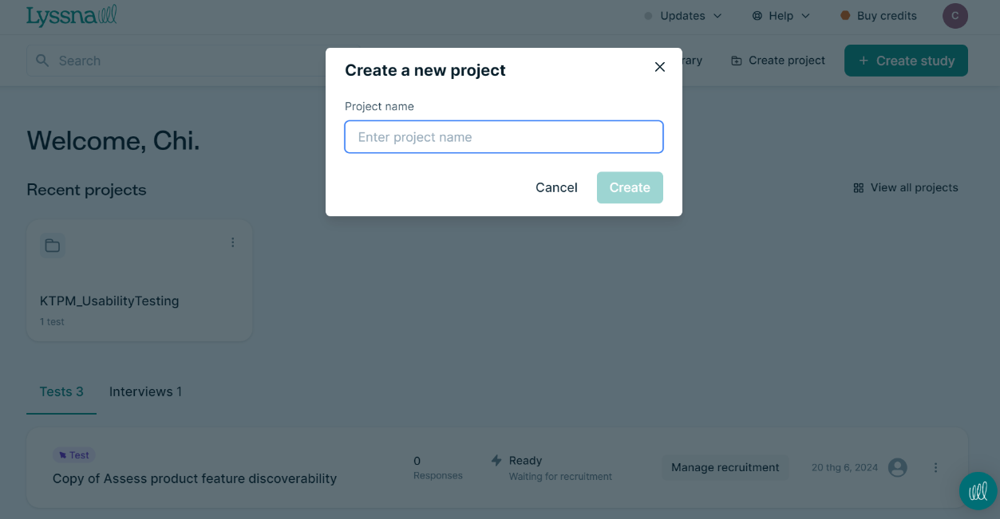 Lyssna
Updates
Help
Buy credits
C
Search
rary
Create project
+ Create study
Create a new project
Project name
Enter project name
Cancel
Create
Welcome, Chi.
Recent projects
View all projects
KTPM_UsabilityTesting
1 test
Tests 3
Interviews 1
Test
Copy of Assess product feature discoverability
0
Responses
Ready
Waiting for recruitment
Manage recruitment
20 thg 6, 2024